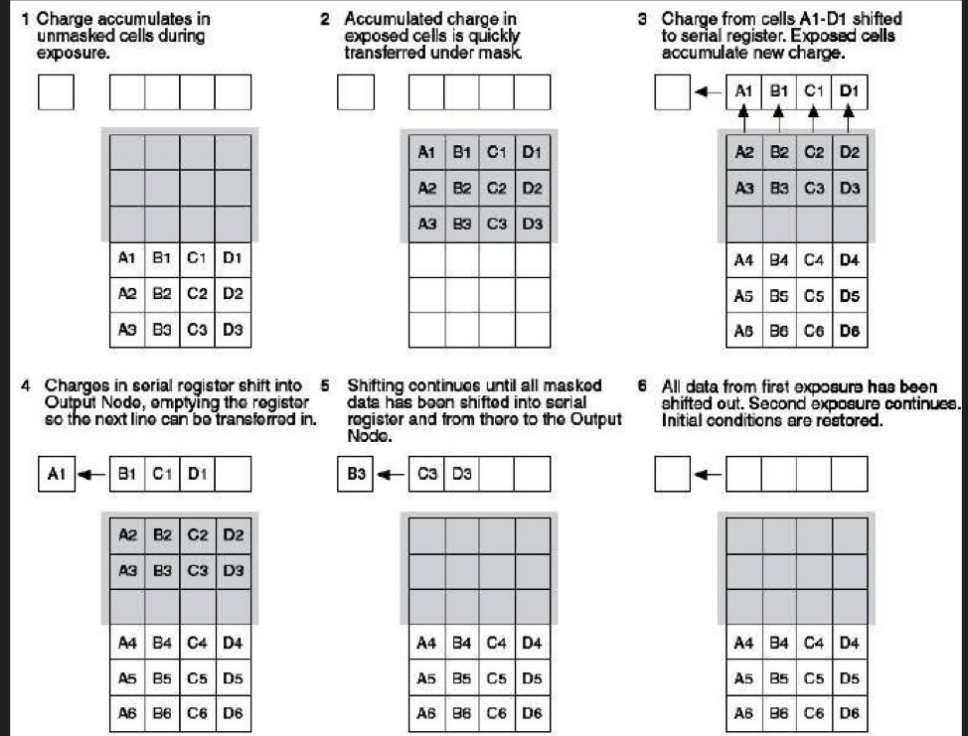 1 Charge accumulates in
unmasked cells during
exposure.
A1 B1 C1 D1
A2 B2 C2 D2
A3 B3 C3 D3
2 Accumulated charge in
exposed cells is quickly
transferred under mask.
A1 B1 C1 D1
A2 B2 C2 D2
A3 B3 C3 D3
3 Charge from cells A1-D1 shifted
to serial register. Exposed cells
accumulate new charge.
A1 B1 C1 D1
A2 B2 C2 D2
A3 B3 C3 D3
A4 B4 C4 D4
A5 B5 C5 D5
A6 B6 C6 D6
4 Charges in serial register shift into
Output Node, emptying the register
so the next line can be transferred in.
A1 B1 C1 D1
A2 B2 C2 D2
A3 B3 C3 D3
A4 B4 C4 D4
A5 B5 C5 D5
A6 B6 C6 D6
5 Shifting continues until all masked
data has been shifted into serial
register and from there to the Output
Node.
B3 C3 D3
A4 B4 C4 D4
A5 B5 C5 D5
A6 B6 C6 D6
6 All data from first exposure has been
shifted out. Second exposure continues.
Initial conditions are restored.
A4 B4 C4 D4
A5 B5 C5 D5
A6 B6 C6 D6